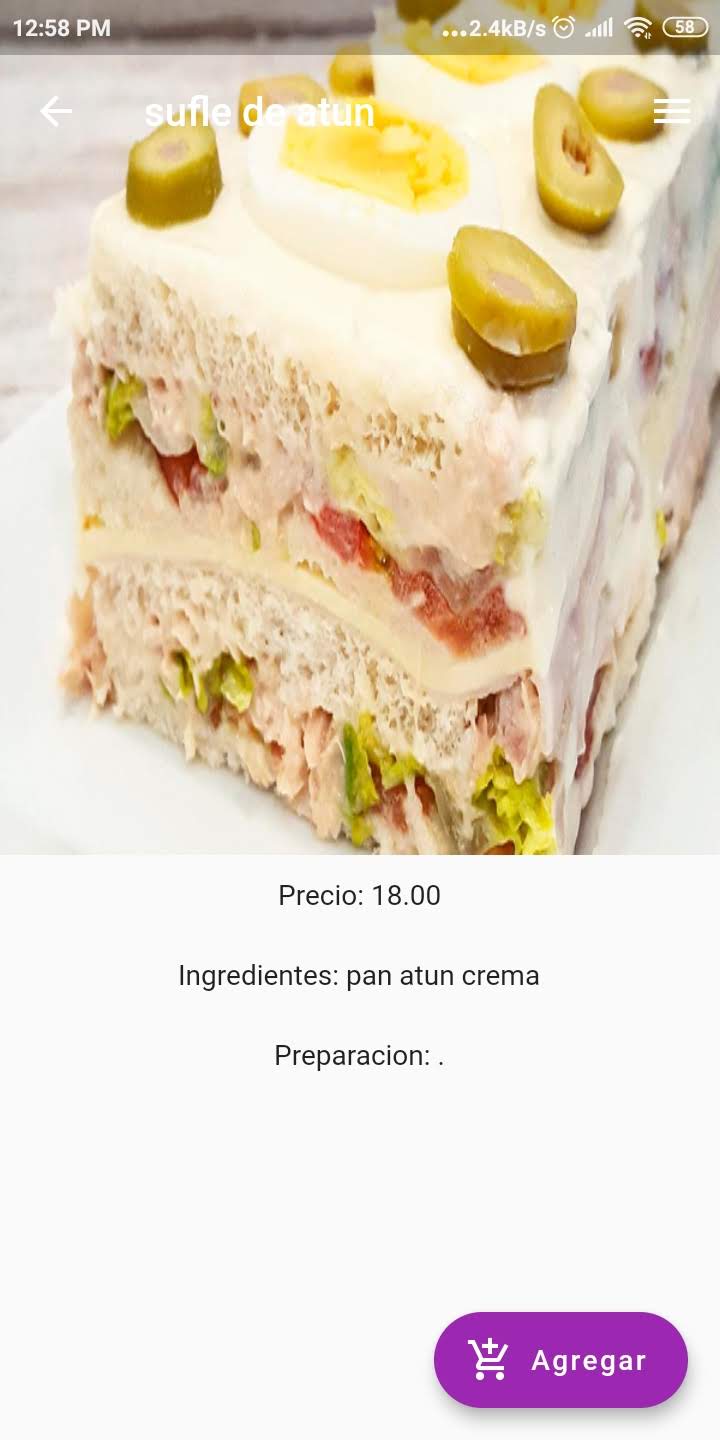 12:58 PM
...2.4kB/s 58
sufle de atun
Precio: 18.00
Ingredientes: pan atun crema
Preparacion: .
Agregar